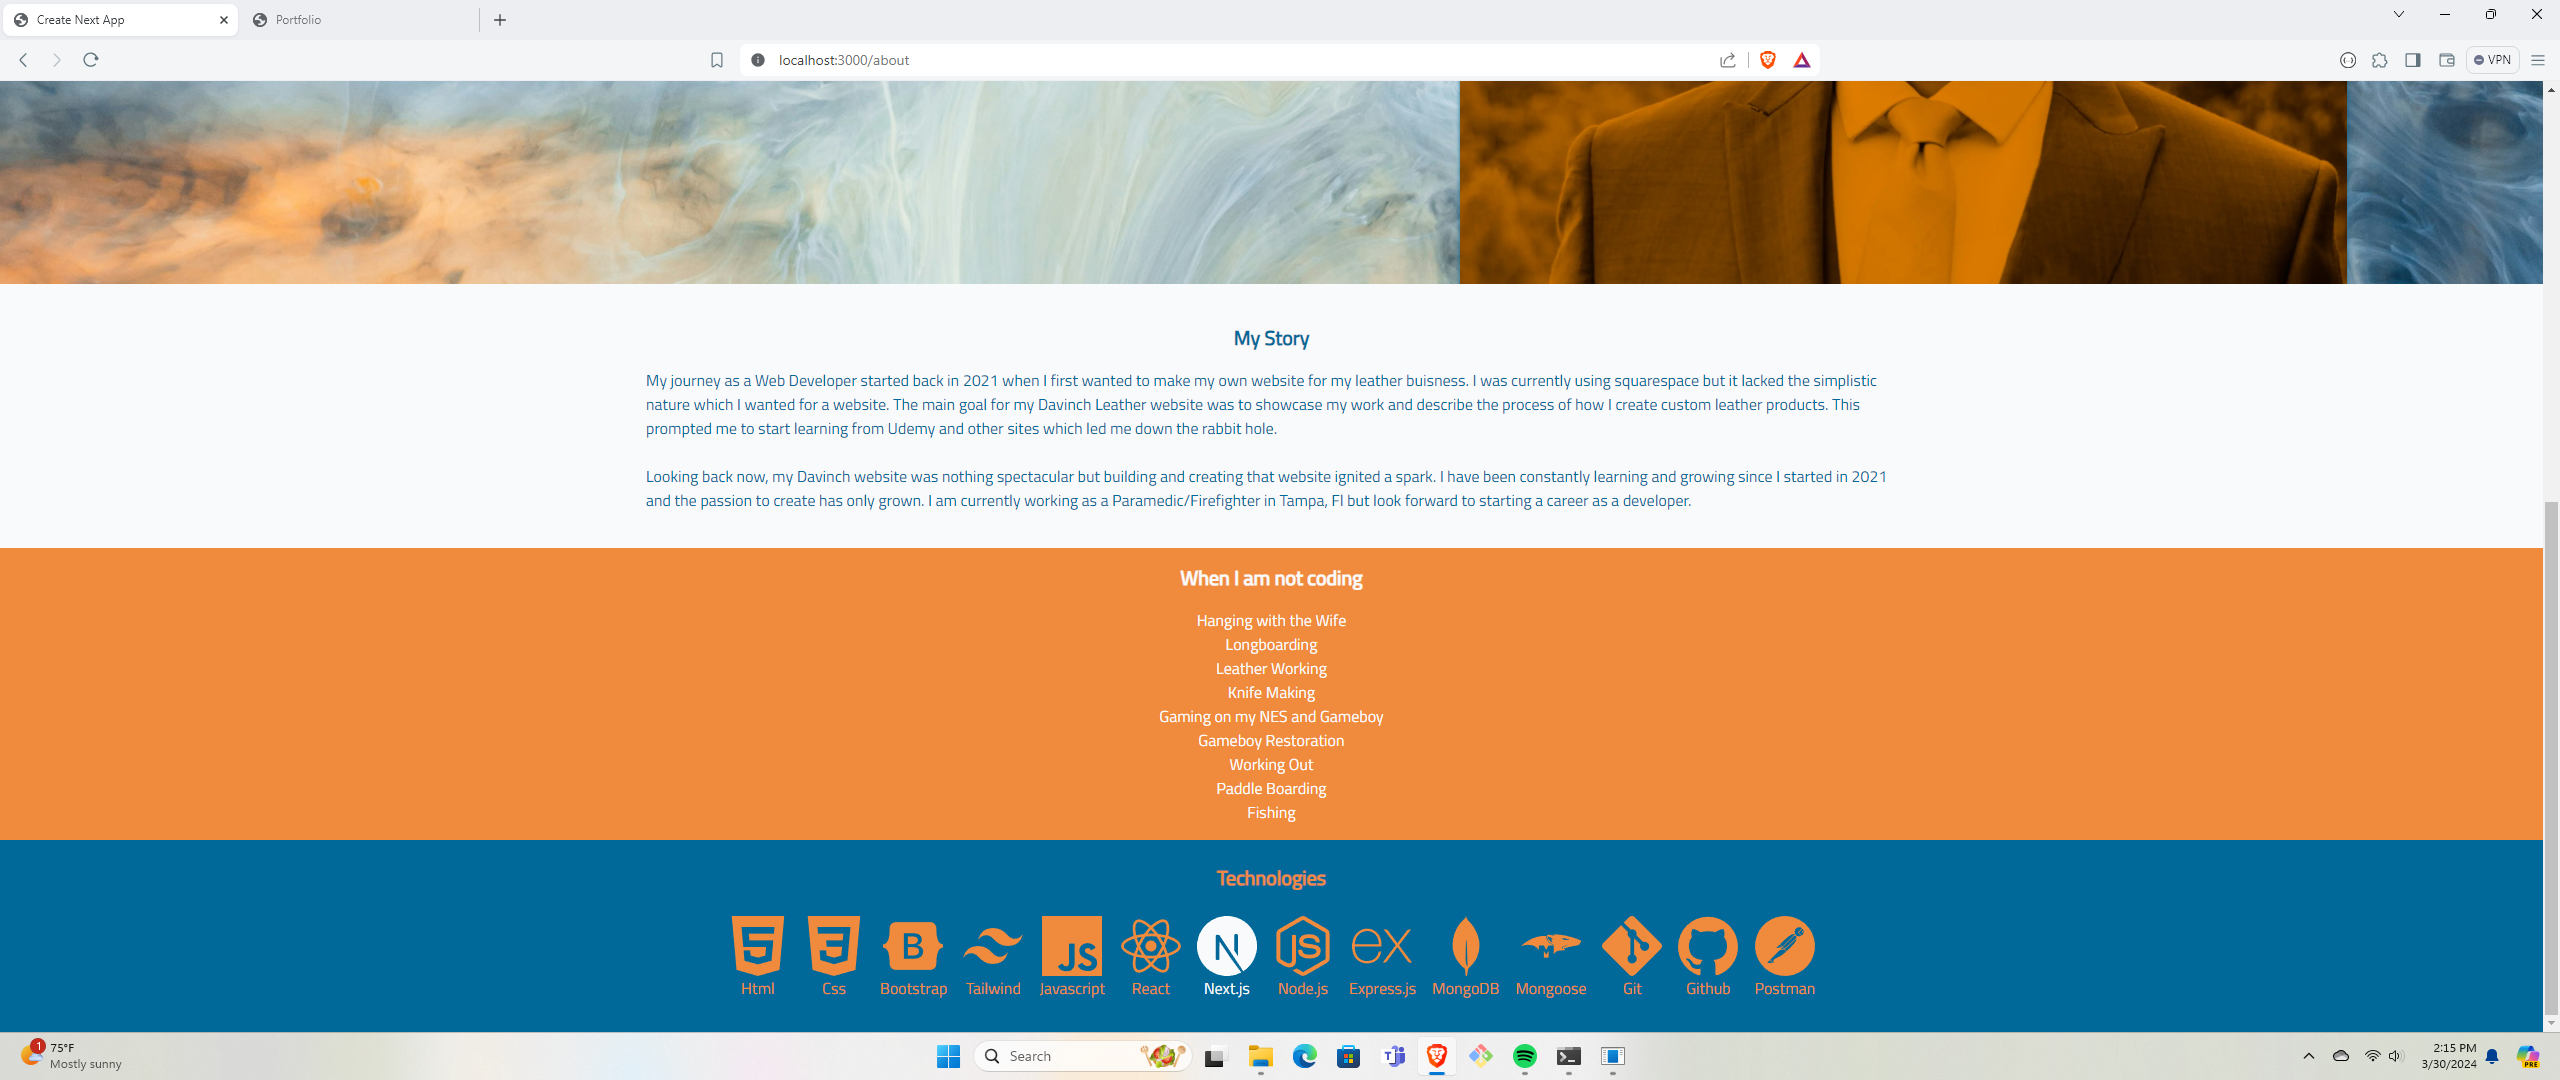 Create Next App
Portfolio
localhost:3000/about
VPN
My Story
My journey as a Web Developer started back in 2021 when I first wanted to make my own website for my leather buisness. I was currently using squarespace but it lacked the simplistic
nature which I wanted for a website. The main goal for my Davinch Leather website was to showcase my work and describe the process of how I create custom leather products. This
prompted me to start learning from Udemy and other sites which led me down the rabbit hole.
Looking back now, my Davinch website was nothing spectacular but building and creating that website ignited a spark. I have been constantly learning and growing since I started in 2021
and the passion to create has only grown. I am currently working as a Paramedic/Firefighter in Tampa, Fl but look forward to starting a career as a developer.
When I am not coding
Hanging with the Wife
Longboarding
Leather Working
Knife Making
Gaming on my NES and Gameboy
Gameboy Restoration
Working Out
Paddle Boarding
Fishing
Technologies
5 3 B JS N JS ex
Html Css Bootstrap Tailwind Javascript React Next.js Node.js Express.js MongoDB Mongoose Git Github Postman
1
75°F
Mostly sunny
Search
2:15 PM
3/30/2024
PRE